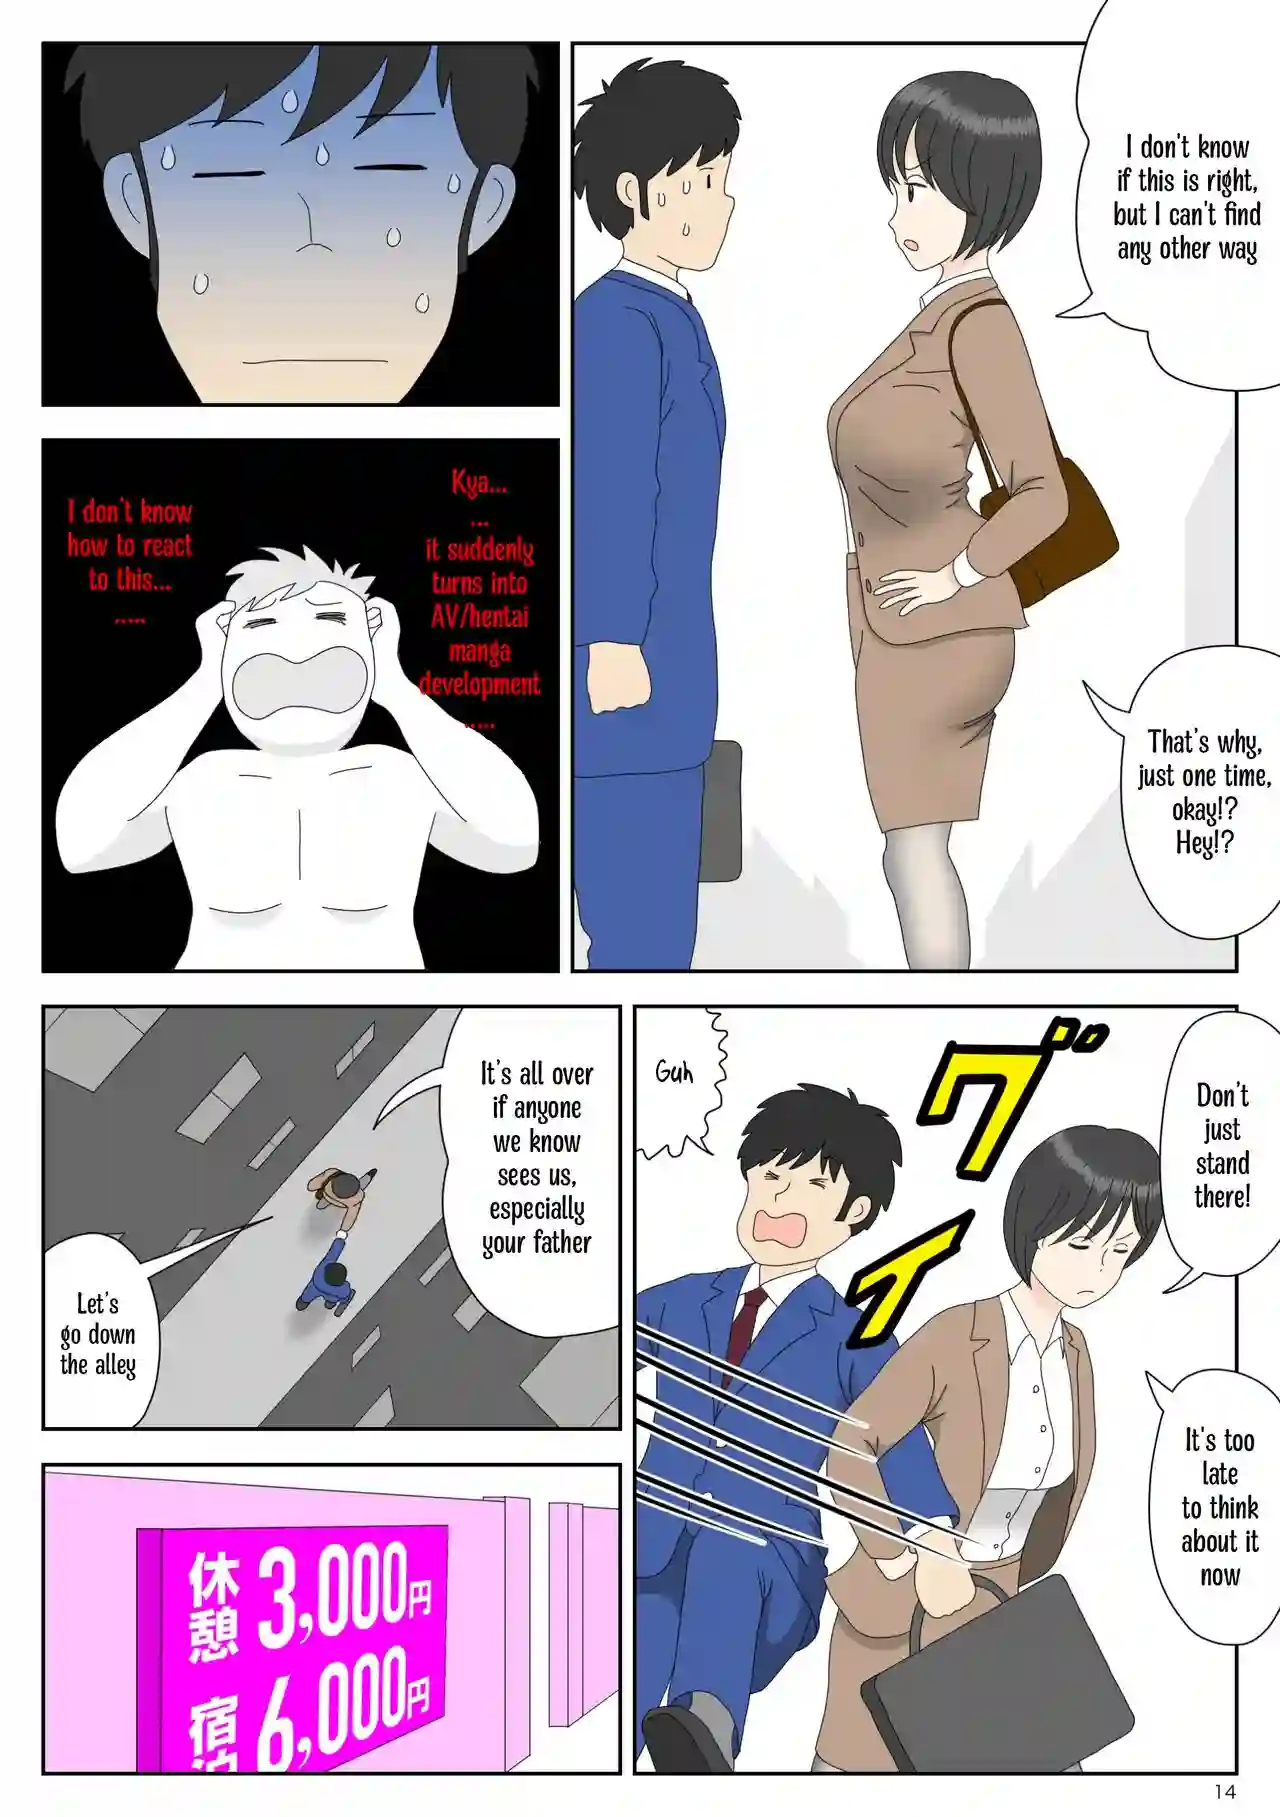 I don't know
if this is right,
but I can't find
any other way
That's why,
just one time,
okay!?
Hey!?
Kya...
...
it suddenly
turns into
AV/hentai
manga
development
.....
I don't know
how to react
to this...
.....
Don't
just
stand
there!
グイッ
Guh
It's too
late
to think
about it
now
It's all over
if anyone
we know
sees us,
especially
your father
Let's
go down
the alley
休憩 3,000円
6,000円
14